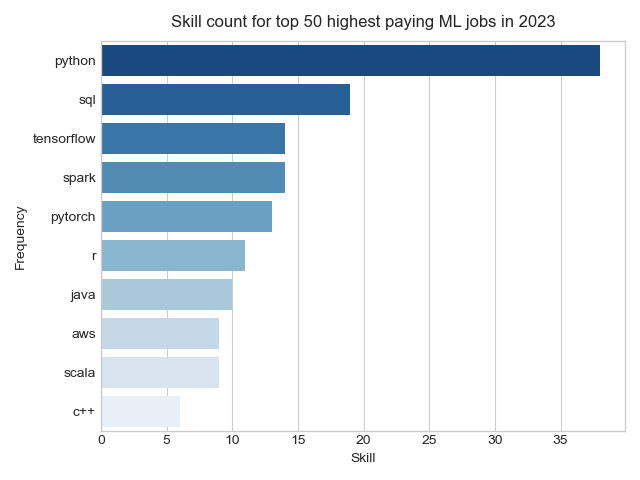 Skill count for top 50 highest paying ML jobs in 2023
Frequency
python
sql
tensorflow
spark
pytorch
r
java
aws
scala
c++
0 5 10 15 20 25 30 35
Skill